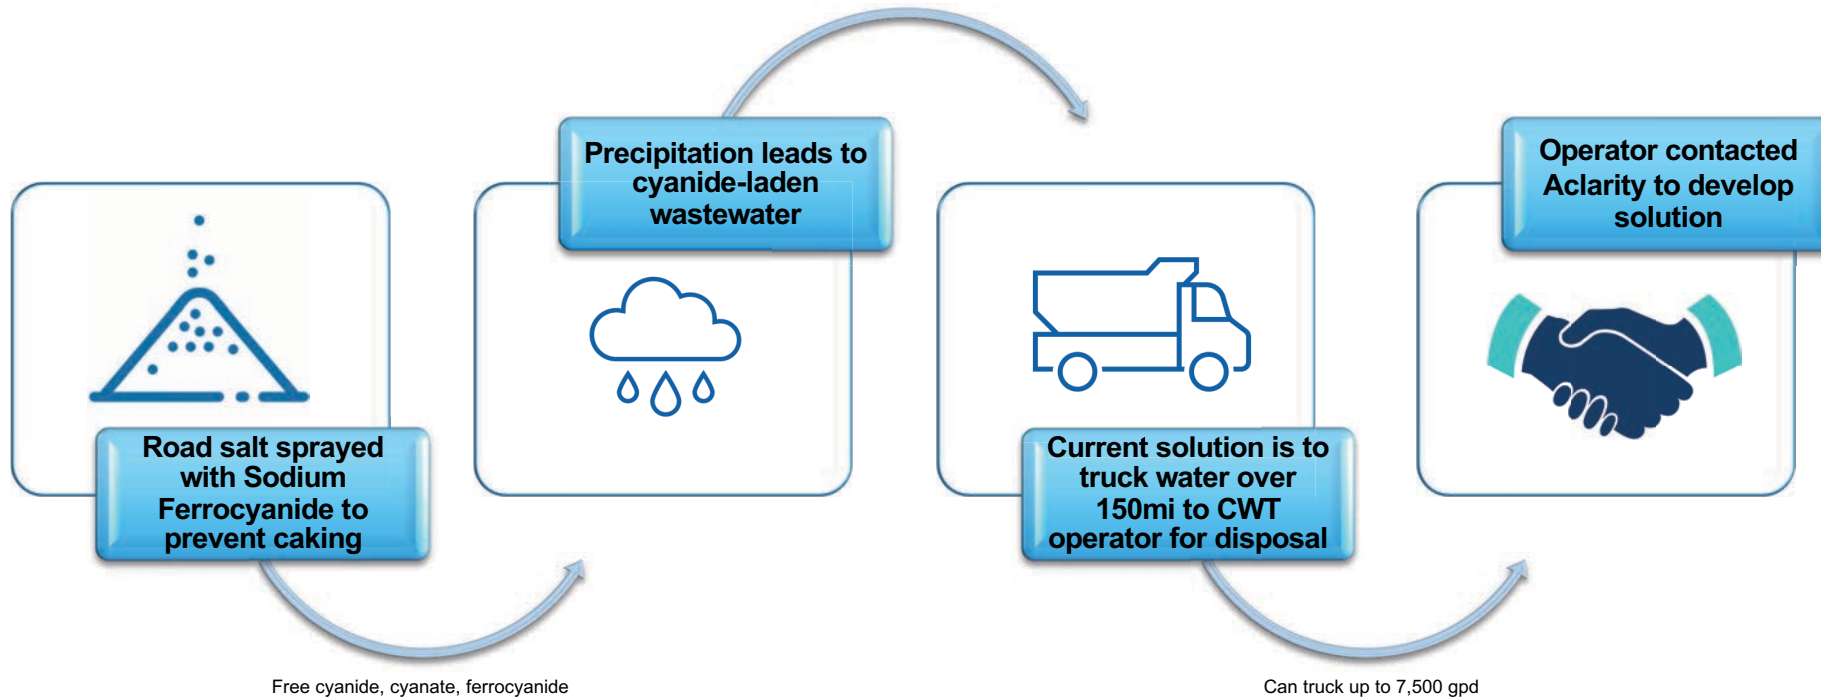 Road salt sprayed
with Sodium
Ferrocyanide to
prevent caking
Free cyanide, cyanate, ferrocyanide
Precipitation leads to
cyanide-laden
wastewater
Current solution is to
truck water over
150mi to CWT
operator for disposal
Can truck up to 7,500 gpd
Operator contacted
Aclarity to develop
solution